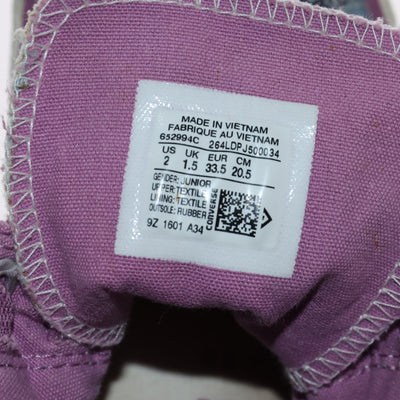 MADE IN VIETNAM
FABRIQUE AU VIETNAM
652994C 264LDPJ500034
US UK EUR CM
2 1.5 33.5 20.5
GENDER: JUNIOR
UPPER: TEXTILE
LINING: TEXTILE
OUTSOLE: RUBBER
CONVERSE
9Z 1601 A34